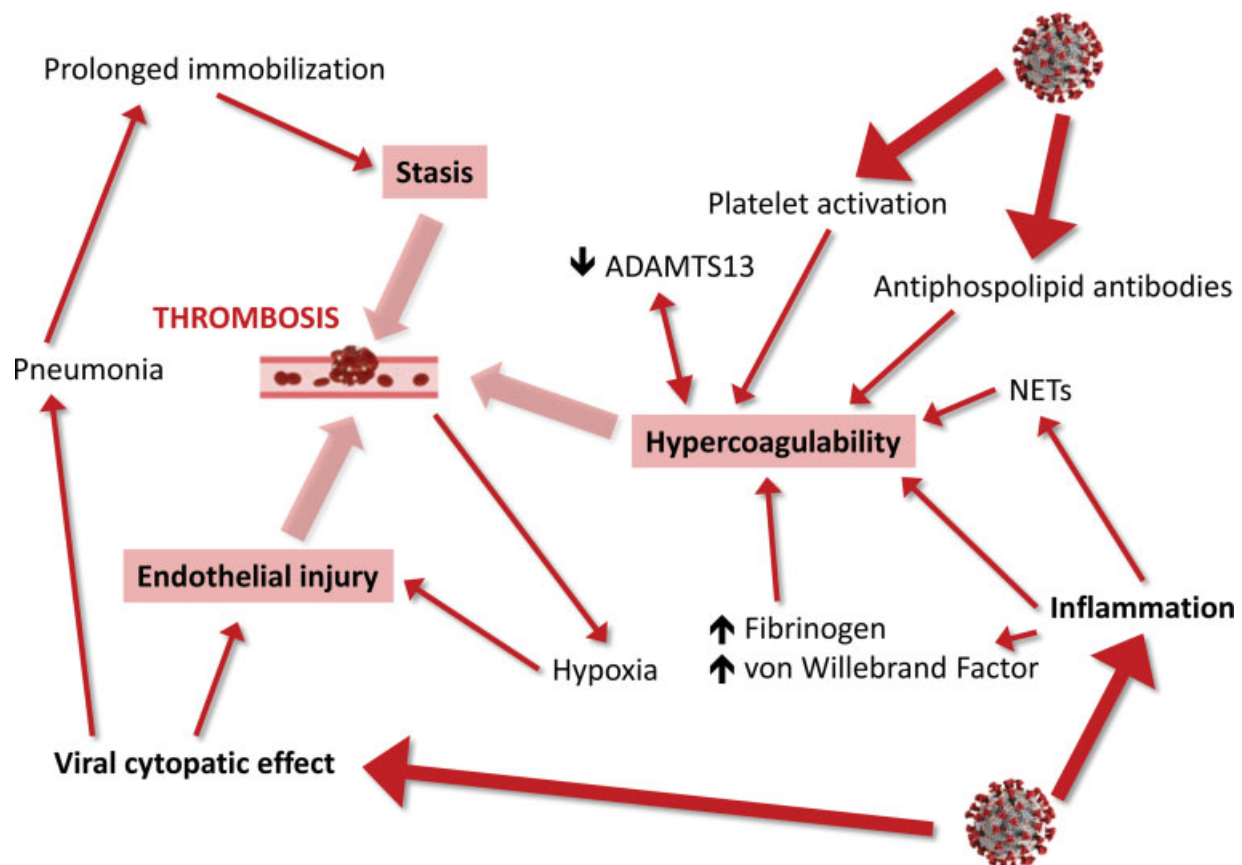 Prolonged immobilization
Stasis
Platelet activation
ADAMTS13
Antiphospolipid antibodies
THROMBOSIS
Pneumonia
NETs
Hypercoagulability
Endothelial injury
Inflammation
Fibrinogen
von Willebrand Factor
Hypoxia
Viral cytopatic effect